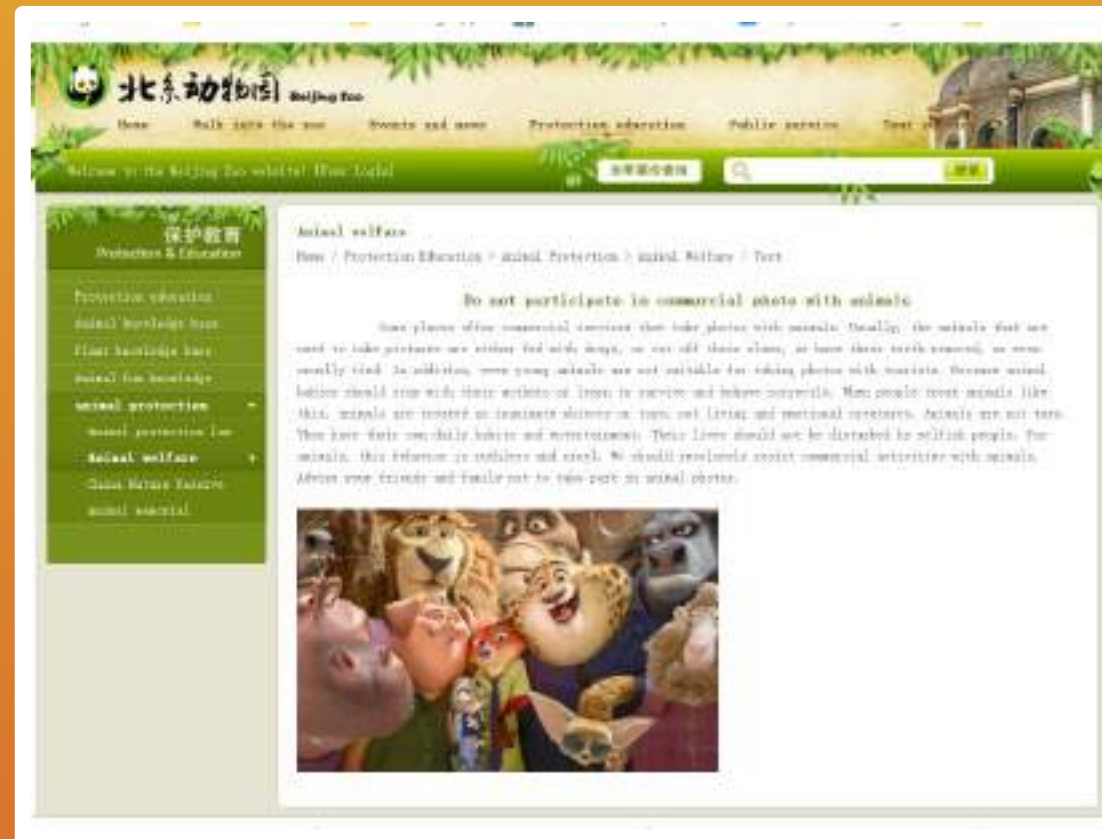 北京动物园 Beijing Zoo
Home Walk into the zoo Events and news Protection education Public service Tour
Welcome to the Beijing Zoo website! [User Login]
保护教育
Protection & Education
Protection education
Animal knowledge base
Plant knowledge base
Animal fun knowledge
animal protection -
Animal protection law
Animal welfare +
China Nature Reserve
animal memorial
Animal welfare
Home / Protection Education > animal Protection > animal Welfare / Text
Do not participate in commercial photo with animals
Some places offer commercial services that take photos with animals. Usually, the animals that are
used to take pictures are either fed with drugs, or cut off their claws, or have their teeth removed, or even
usually tied. In addition, even young animals are not suitable for taking photos with tourists. Because animal
babies should stay with their mothers or learn to survive and behave correctly. When people treat animals like
this, animals are treated as inanimate objects or toys, not living and emotional creatures. Animals are not toys.
They have their own daily habits and entertainment. Their lives should not be disturbed by selfish people. For
animals, this behavior is ruthless and cruel. We should resolutely resist commercial activities with animals.
Advise your friends and family not to take part in animal photos.